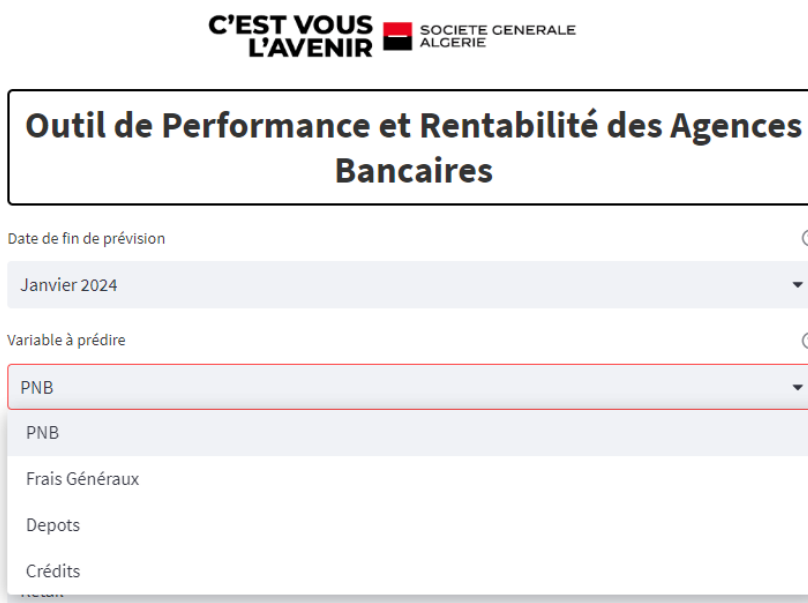 C'EST VOUS
L'AVENIR
SOCIETE GENERALE
ALGERIE
Outil de Performance et Rentabilité des Agences
Bancaires
Date de fin de prévision
Janvier 2024
Variable à prédire
PNB
PNB
Frais Généraux
Depots
Crédits